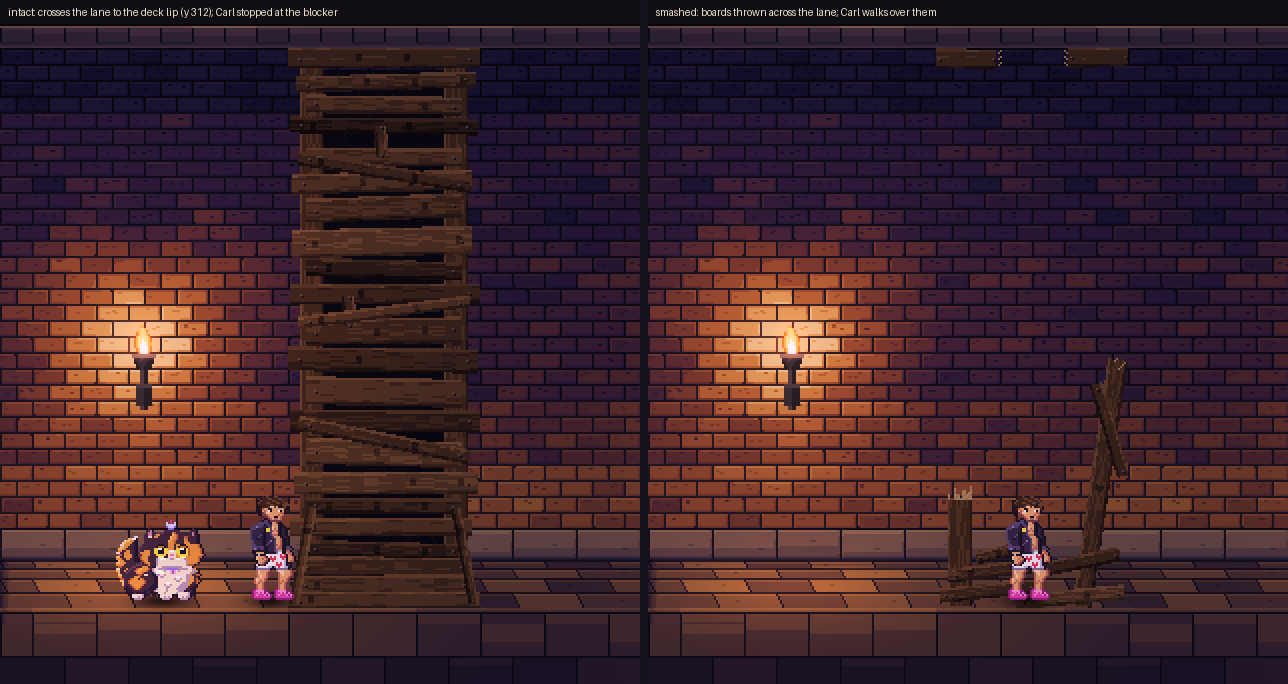 intact: crosses the lane to the deck lip (y 312); Carl stopped at the blocker
smashed: boards thrown across the lane; Carl walks over them